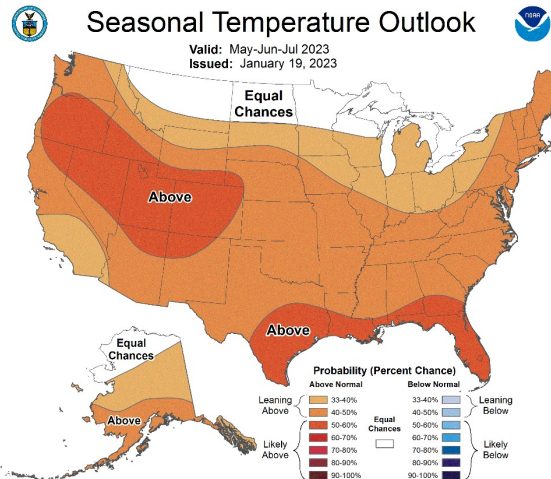 Seasonal Temperature Outlook
NOAA
Valid: May-Jun-Jul 2023
Issued: January 19, 2023
Equal
Chances
Above
Above
Equal
Chances
Above
Probability (Percent Chance)
Above Normal
Below Normal
Leaning
Above
33-40%
40-50%
Likely
Above
50-60%
60-70%
70-80%
80-90%
90-100%
Equal
Chances
33-40%
40-50%
Leaning
Below
50-60%
60-70%
70-80%
80-90%
90-100%
Likely
Below